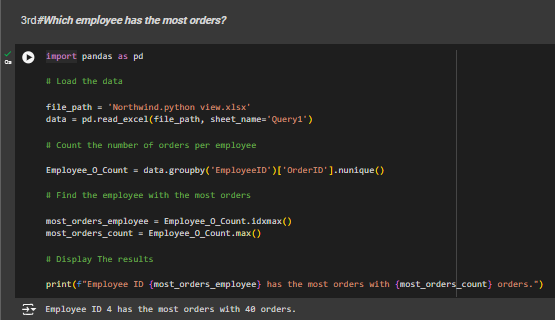 3rd#Which employee has the most orders?
import pandas as pd
# Load the data
file_path = 'Northwind.python view.xlsx'
data = pd.read_excel(file_path, sheet_name='Query1')
# Count the number of orders per employee
Employee_O_Count = data.groupby('EmployeeID')['OrderID'].nunique()
# Find the employee with the most orders
most_orders_employee = Employee_O_Count.idxmax()
most_orders_count = Employee_O_Count.max()
# Display The results
print(f"Employee ID {most_orders_employee} has the most orders with {most_orders_count} orders.")
Employee ID 4 has the most orders with 40 orders.